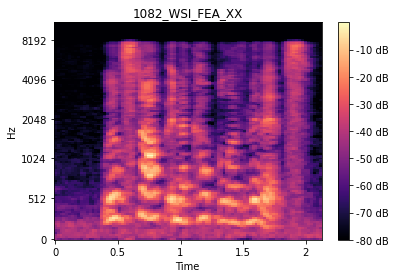 1082_WSI_FEA_XX
8192
4096
2048
1024
512
0
Hz
0
0.5
1
1.5
2
Time
-10 dB
-20 dB
-30 dB
-40 dB
-50 dB
-60 dB
-70 dB
-80 dB